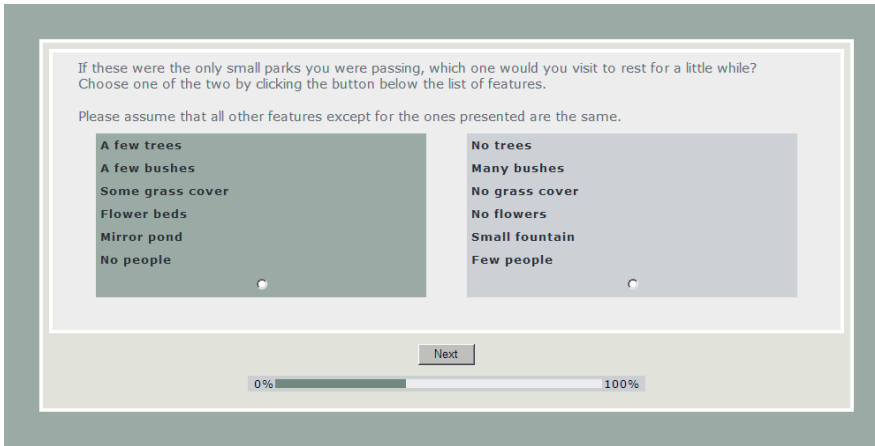 If these were the only small parks you were passing, which one would you visit to rest for a little while?
Choose one of the two by clicking the button below the list of features.
Please assume that all other features except for the ones presented are the same.
A few trees
A few bushes
Some grass cover
Flower beds
Mirror pond
No people
No trees
Many bushes
No grass cover
No flowers
Small fountain
Few people
Next
0% 100%